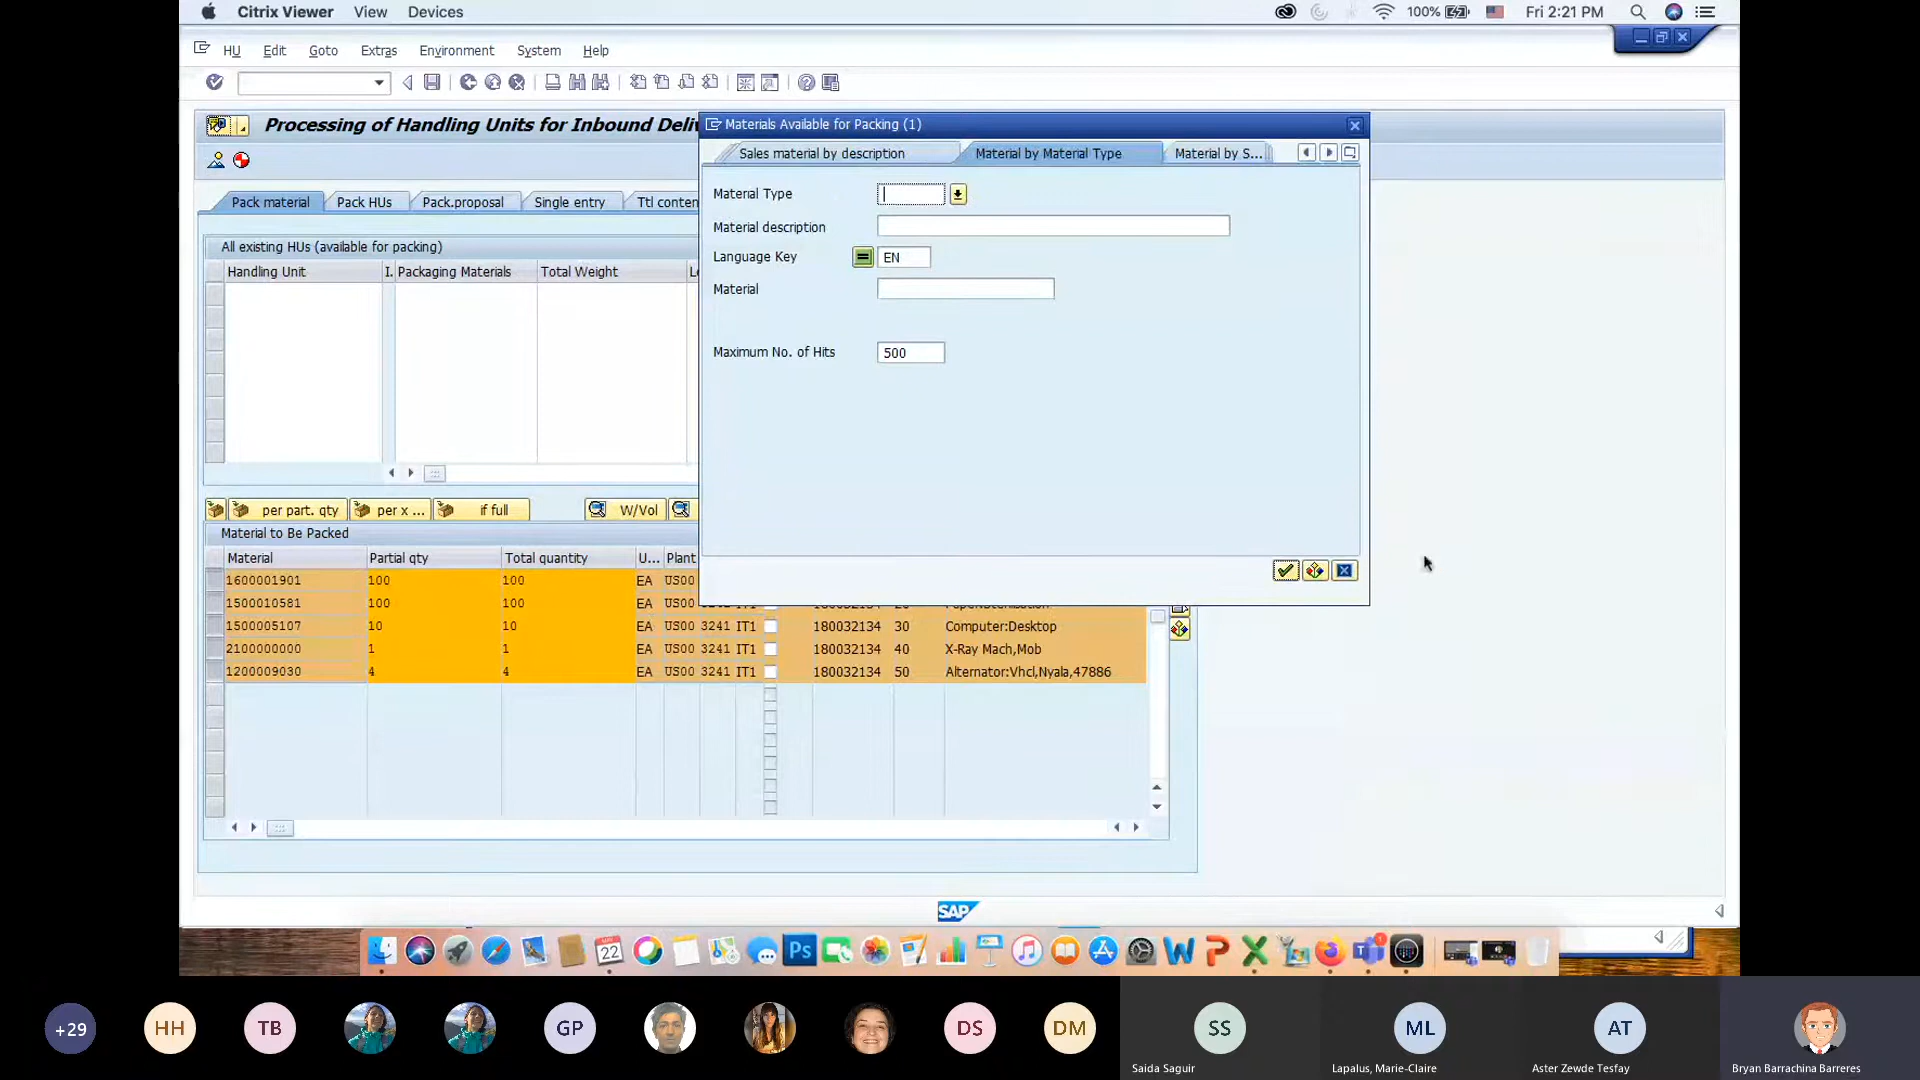 Citrix Viewer View Devices
100% Fri 2:21 PM
HU Edit Goto Extras Environment System Help
Processing of Handling Units for Inbound Deli
Materials Available for Packing (1)
Sales material by description Material by Material Type Material by S...
Material Type
Material description
Language Key EN
Material
Maximum No. of Hits 500
Pack material Pack HUs Pack.proposal Single entry Ttl conten
All existing HUs (available for packing)
Handling Unit I. Packaging Materials Total Weight
per part. qty per x ... if full W/Vol
Material to Be Packed
Material Partial qty Total quantity U... Plant
1600001901 100 100 EA US00
1500010581 100 100 EA US00
1500005107 10 10 EA US00 3241 IT1 180032134 30 Computer:Desktop
2100000000 1 1 EA US00 3241 IT1 180032134 40 X-Ray Mach,Mob
1200009030 4 4 EA US00 3241 IT1 180032134 50 Alternator:Vhcl,Nyala,47886
SAP
22
Ps
W
P
X
+29 HH TB GP DS DM SS ML AT
Saida Saguir Lapalus, Marie-Claire Aster Zewde Tesfay Bryan Barrachina Barreres